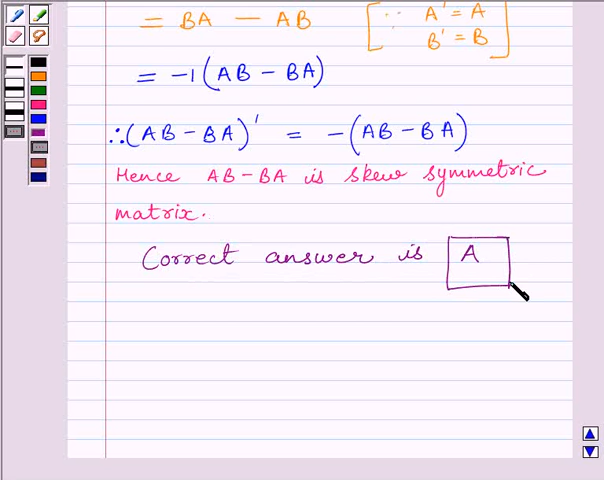 = BA - AB [∵ A' = A
B' = B]
= -1(AB - BA)
∴(AB - BA)' = -(AB - BA)
Hence AB - BA is skew symmetric
matrix.
Correct answer is A